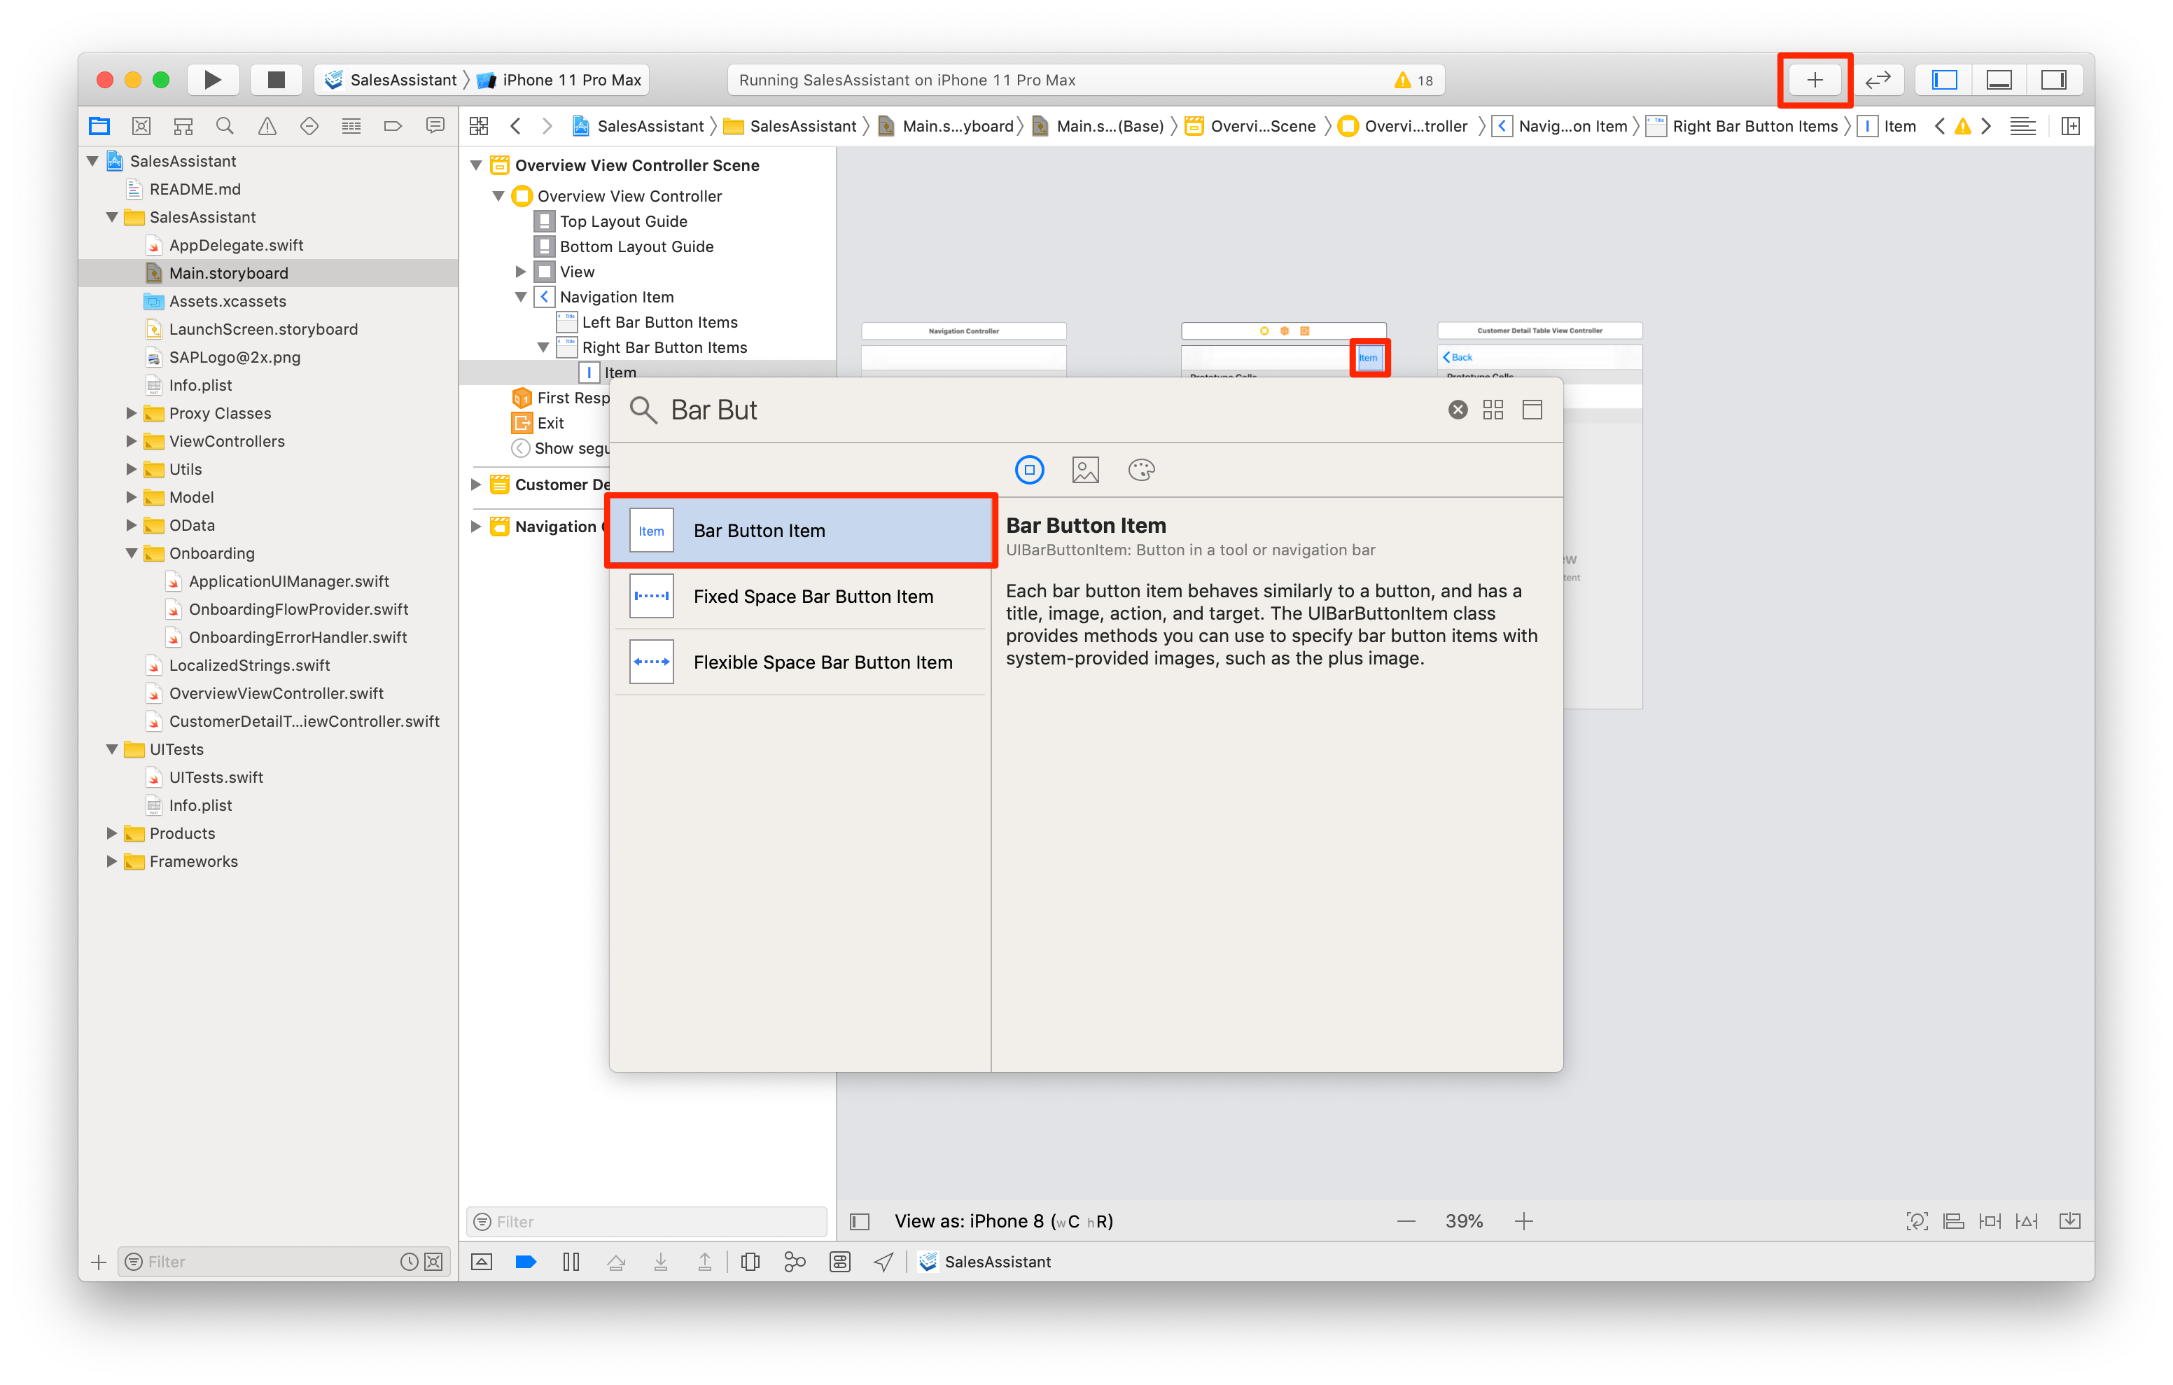 SalesAssistant
iPhone 11 Pro Max
Running SalesAssistant on iPhone 11 Pro Max
18
SalesAssistant
SalesAssistant
Main.s...yboard
Main.s...(Base)
Overvi...Scene
Overvi...troller
Navig...on Item
Right Bar Button Items
Item
SalesAssistant
README.md
SalesAssistant
AppDelegate.swift
Main.storyboard
Assets.xcassets
LaunchScreen.storyboard
SAPLogo@2x.png
Info.plist
Proxy Classes
ViewControllers
Utils
Model
OData
Onboarding
ApplicationUIManager.swift
OnboardingFlowProvider.swift
OnboardingErrorHandler.swift
LocalizedStrings.swift
OverviewViewController.swift
CustomerDetailT...iewController.swift
UITests
UITests.swift
Info.plist
Products
Frameworks
Filter
Overview View Controller Scene
Overview View Controller
Top Layout Guide
Bottom Layout Guide
View
Navigation Item
Left Bar Button Items
Right Bar Button Items
Item
First Resp
Exit
Show segu
Customer De
Navigation
Filter
Navigation Controller
Item
Customer Detail Table View Controller
Back
Bar But
Item
Bar Button Item
Fixed Space Bar Button Item
Flexible Space Bar Button Item
Bar Button Item
UIBarButtonItem: Button in a tool or navigation bar
Each bar button item behaves similarly to a button, and has a
title, image, action, and target. The UIBarButtonItem class
provides methods you can use to specify bar button items with
system-provided images, such as the plus image.
View as: iPhone 8 (wC hR)
39%
SalesAssistant